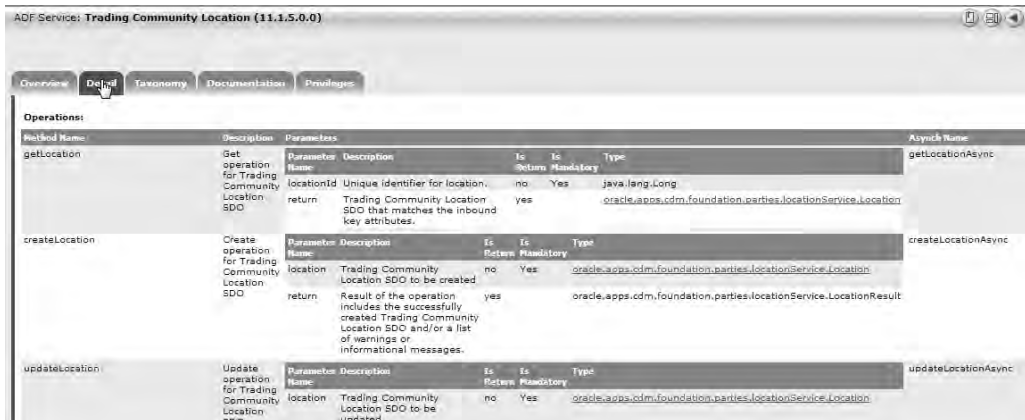 ADF Service: Trading Community Location (11.1.5.0.0)
Overview Detail Taxonomy Documentation Privileges
Operations:
Method Name Description Parameters Asynch Name
getLocation Get operation for Trading Community Location SDO getLocationAsync
Parameter Name Description Is Return Is Mandatory Type
locationId Unique identifier for location. no Yes java.lang.Long
return Trading Community Location SDO that matches the inbound key attributes. yes oracle.apps.cdm.foundation.parties.locationService.Location
createLocation Create operation for Trading Community Location SDO createLocationAsync
Parameter Name Description Is Return Is Mandatory Type
location Trading Community Location SDO to be created no Yes oracle.apps.cdm.foundation.parties.locationService.Location
return Result of the operation includes the successfully created Trading Community Location SDO and/or a list of warnings or informational messages. yes oracle.apps.cdm.foundation.parties.locationService.LocationResult
updateLocation Update operation for Trading Community Location updateLocationAsync
Parameter Name Description Is Return Is Mandatory Type
location Trading Community Location SDO to be updated no Yes oracle.apps.cdm.foundation.parties.locationService.Location